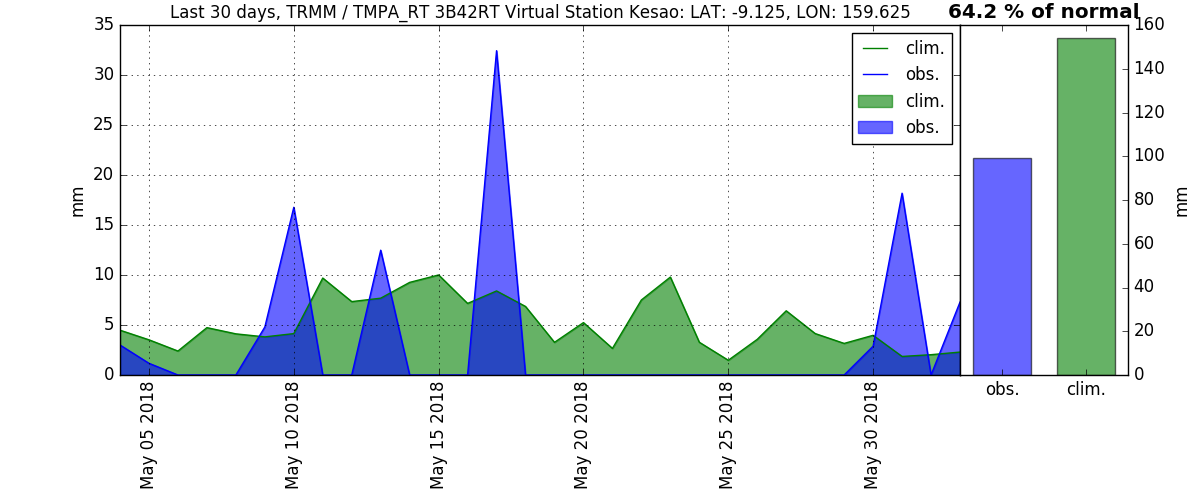 Last 30 days, TRMM / TMPA_RT 3B42RT Virtual Station Kesao: LAT: -9.125, LON: 159.625
64.2 % of normal
35
30
25
20
15
10
5
0
mm
clim.
obs.
clim.
obs.
May 05 2018
May 10 2018
May 15 2018
May 20 2018
May 25 2018
May 30 2018
160
140
120
100
80
60
40
20
0
mm
obs.
clim.